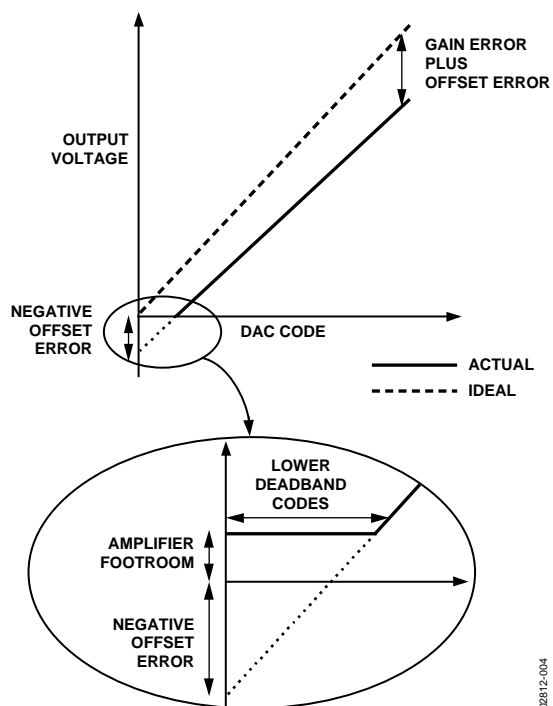 GAIN ERROR
PLUS
OFFSET ERROR
OUTPUT
VOLTAGE
NEGATIVE
OFFSET
ERROR
DAC CODE
ACTUAL
IDEAL
LOWER
DEADBAND
CODES
AMPLIFIER
FOOTROOM
NEGATIVE
OFFSET
ERROR
02812-004